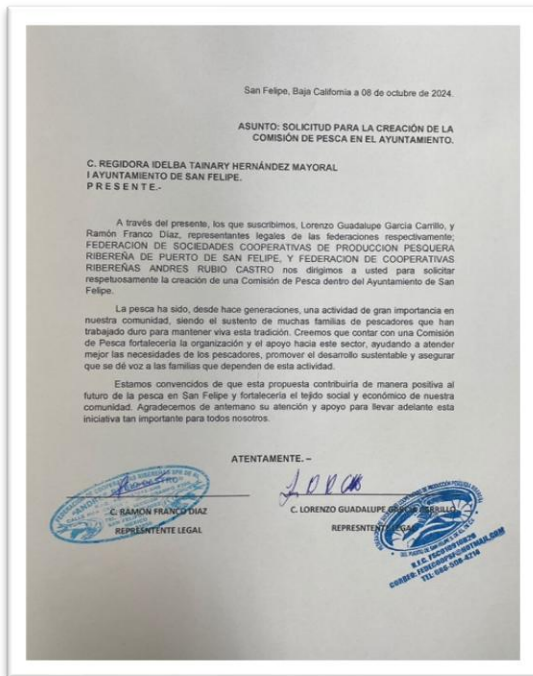 San Felipe, Baja California a 08 de octubre de 2024.
ASUNTO: SOLICITUD PARA LA CREACIÓN DE LA
COMISIÓN DE PESCA EN EL AYUNTAMIENTO.
C. REGIDORA IDELBA TAINARY HERNÁNDEZ MAYORAL
I AYUNTAMIENTO DE SAN FELIPE.
P R E S E N T E.-
A través del presente, los que suscribimos, Lorenzo Guadalupe García Carrillo, y
Ramón Franco Díaz, representantes legales de las federaciones respectivamente;
FEDERACION DE SOCIEDADES COOPERATIVAS DE PRODUCCION PESQUERA
RIBEREÑA DE PUERTO DE SAN FELIPE, Y FEDERACION DE COOPERATIVAS
RIBEREÑAS ANDRES RUBIO CASTRO nos dirigimos a usted para solicitar
respetuosamente la creación de una Comisión de Pesca dentro del Ayuntamiento de San
Felipe.
La pesca ha sido, desde hace generaciones, una actividad de gran importancia en
nuestra comunidad, siendo el sustento de muchas familias de pescadores que han
trabajado duro para mantener viva esta tradición. Creemos que contar con una Comisión
de Pesca fortalecería la organización y el apoyo hacia este sector, ayudando a atender
mejor las necesidades de los pescadores, promover el desarrollo sustentable y asegurar
que se dé voz a las familias que dependen de esta actividad.
Estamos convencidos de que esta propuesta contribuiría de manera positiva al
futuro de la pesca en San Felipe y fortalecería el tejido social y económico de nuestra
comunidad. Agradecemos de antemano su atención y apoyo para llevar adelante esta
iniciativa tan importante para todos nosotros.
ATENTAMENTE. –
C. RAMON FRANCO DIAZ
REPRESNTENTE LEGAL
C. LORENZO GUADALUPE GARCIA CARRILLO
REPRESNTENTE LEGAL